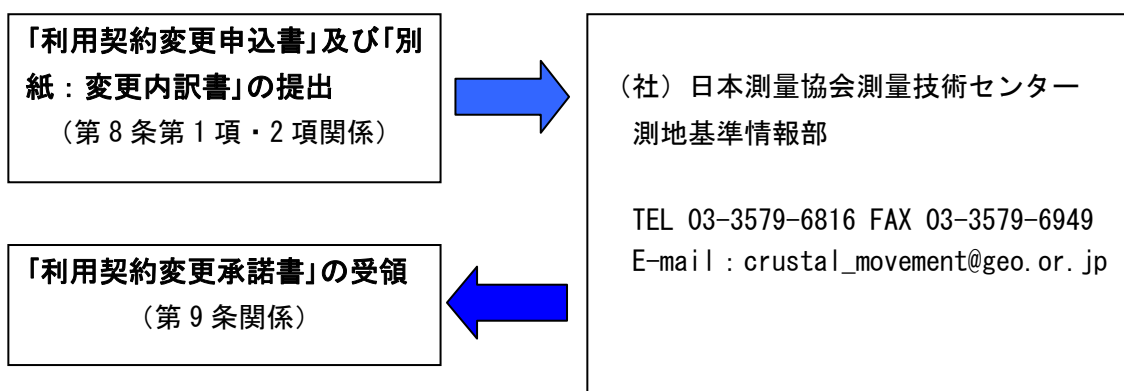 「利用契約変更申込書」及び「別
紙：変更内訳書」の提出
（第８条第１項・２項関係）
（社）日本測量協会測量技術センター
測地基準情報部
TEL 03-3579-6816 FAX 03-3579-6949
E-mail：crustal_movement@geo.or.jp
「利用契約変更承諾書」の受領
（第９条関係）